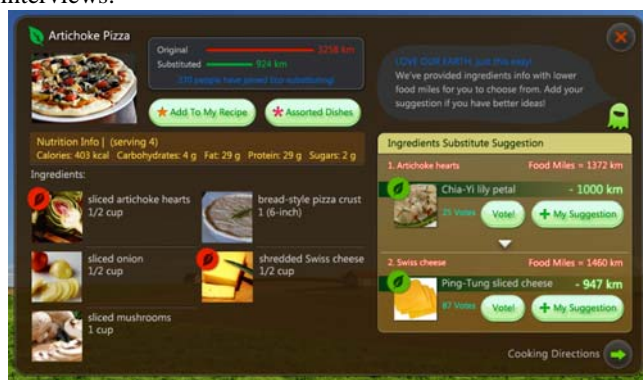 interviews.
Artichoke Pizza
Original 3258 km
Substituted 924 km
220 people have joined Eco-substituting!
Add To My Recipe
Assorted Dishes
LOVE OUR EARTH, just this easy!
We've provided ingredients info with lower
food miles for you to choose from. Add your
suggestion if you have better ideas!
Nutrition Info | (serving 4)
Calories: 403 kcal Carbohydrates: 4 g Fat: 29 g Protein: 29 g Sugars: 2 g
Ingredients:
sliced artichoke hearts
1/2 cup
bread-style pizza crust
1 (6-inch)
sliced onion
1/2 cup
shredded Swiss cheese
1/2 cup
sliced mushrooms
1 cup
Ingredients Substitute Suggestion
1. Artichoke hearts Food Miles = 1372 km
Chia-Yi lily petal - 1000 km
25 Votes Vote! + My Suggestion
2. Swiss cheese Food Miles = 1460 km
Ping-Tung sliced cheese - 947 km
87 Votes Vote! + My Suggestion
Cooking Directions